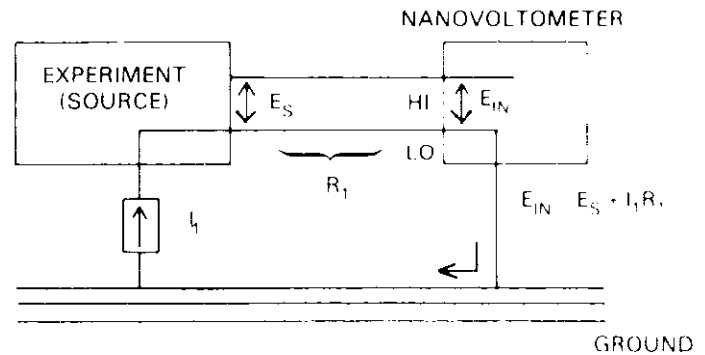 NANOVOLTOMETER
EXPERIMENT
(SOURCE)
E_S
HI
E_IN
LO
R_1
I_1
E_IN E_S + I_1R_1
GROUND